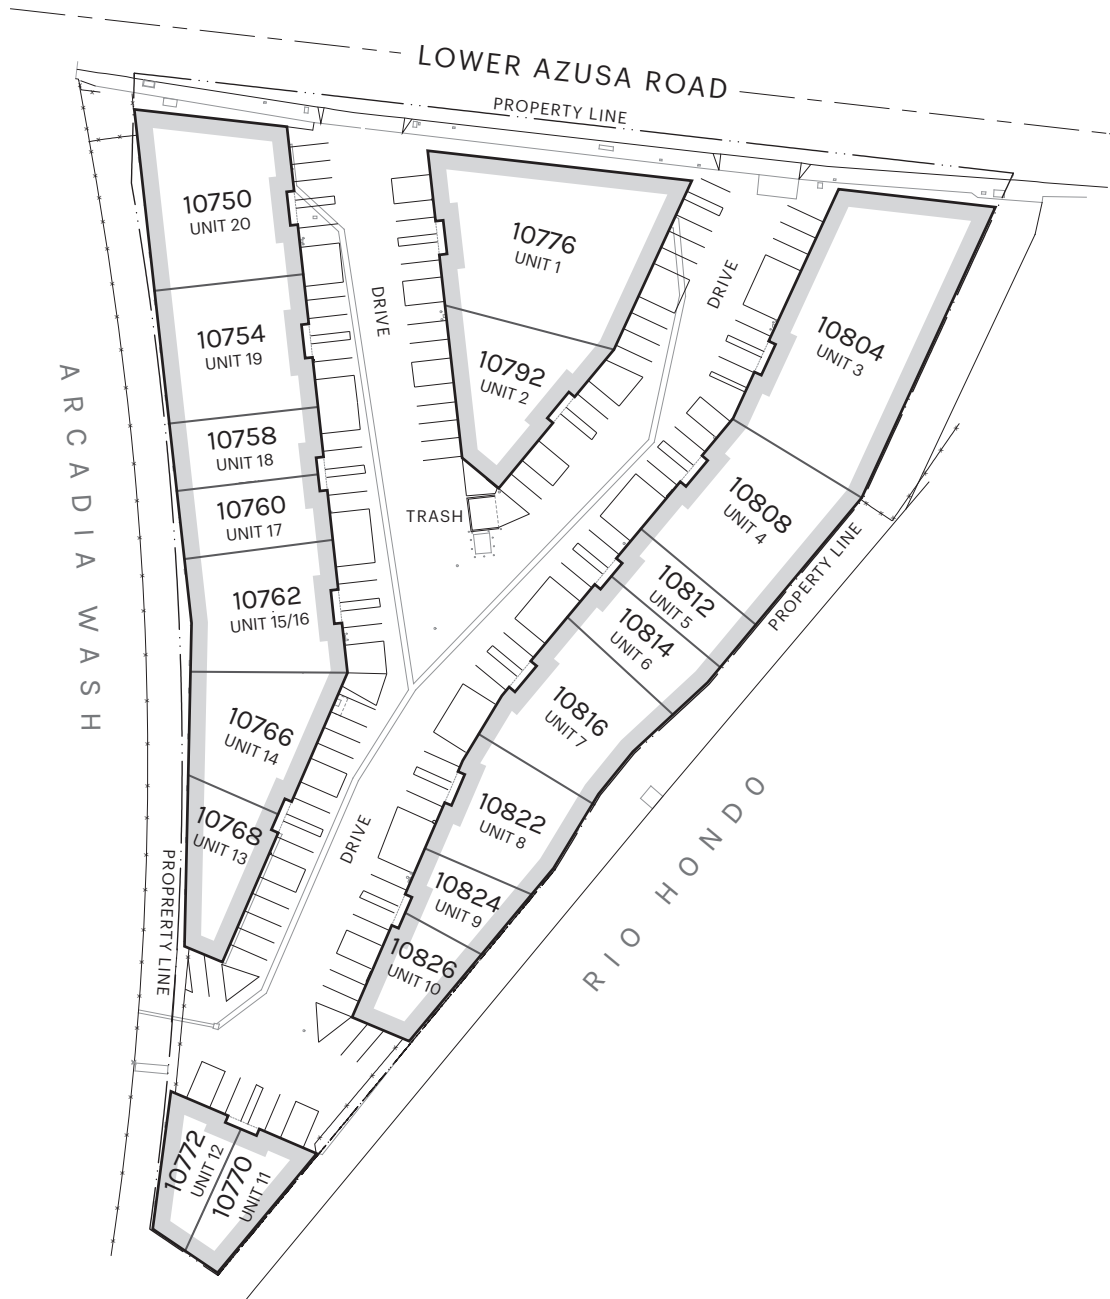 LOWER AZUSA ROAD
PROPERTY LINE
10750
UNIT 20
10754
UNIT 19
10758
UNIT 18
10760
UNIT 17
10762
UNIT 15/16
10766
UNIT 14
10768
UNIT 13
DRIVE
10776
UNIT 1
10792
UNIT 2
TRASH
DRIVE
10804
UNIT 3
10808
UNIT 4
10812
UNIT 5
10814
UNIT 6
10816
UNIT 7
10822
UNIT 8
10824
UNIT 9
10826
UNIT 10
DRIVE
PROPERTY LINE
ARCADIA WASH
PROPRERTY LINE
RIO HONDO
10772
UNIT 12
10770
UNIT 11